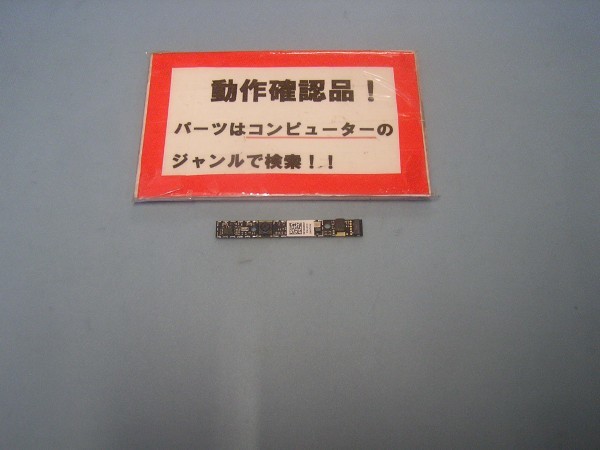 動作確認品！
パーツはコンピューターの
ジャンルで検索！！